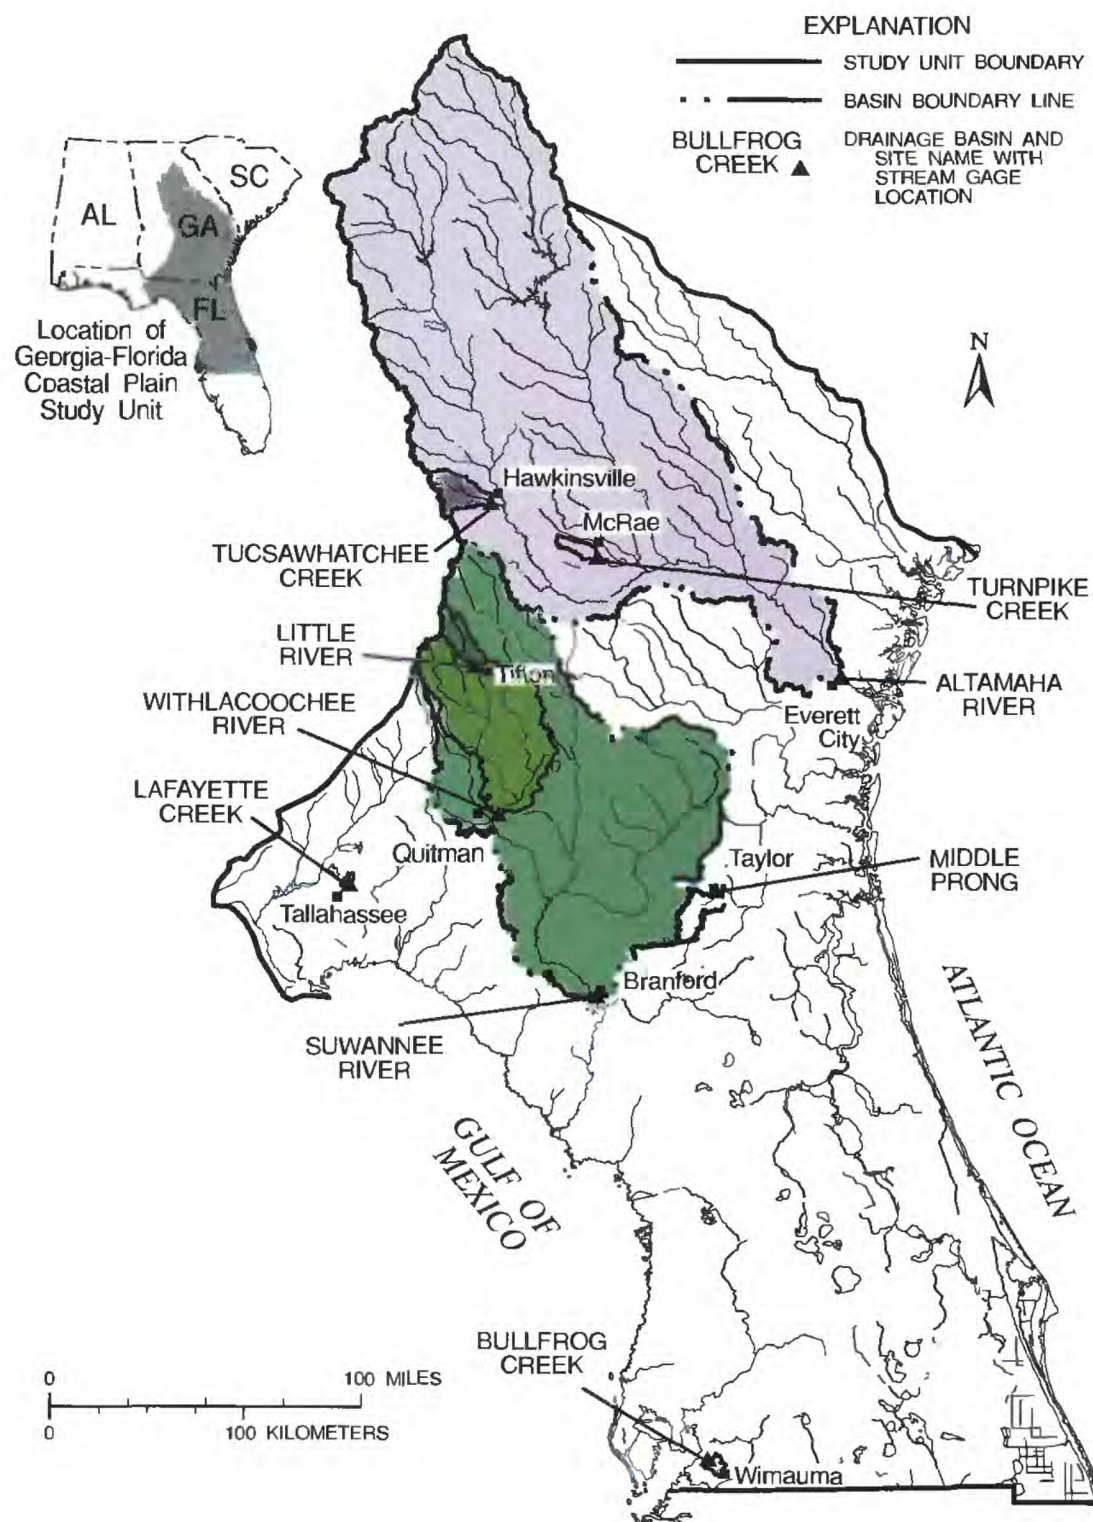 EXPLANATION
STUDY UNIT BOUNDARY
BASIN BOUNDARY LINE
BULLFROG
CREEK
DRAINAGE BASIN AND
SITE NAME WITH
STREAM GAGE
LOCATION
AL
GA
SC
FL
Location of
Georgia-Florida
Coastal Plain
Study Unit
N
Hawkinsville
McRae
TUCSAWHATCHEE
CREEK
TURNPIKE
CREEK
LITTLE
RIVER
Tifton
WITHLACOOCHEE
RIVER
ALTAMAHA
RIVER
Everett
City
LAFAYETTE
CREEK
Quitman
Taylor
MIDDLE
PRONG
Tallahassee
Branford
SUWANNEE
RIVER
ATLANTIC OCEAN
GULF OF
MEXICO
BULLFROG
CREEK
Wimauma
0 100 MILES
0 100 KILOMETERS